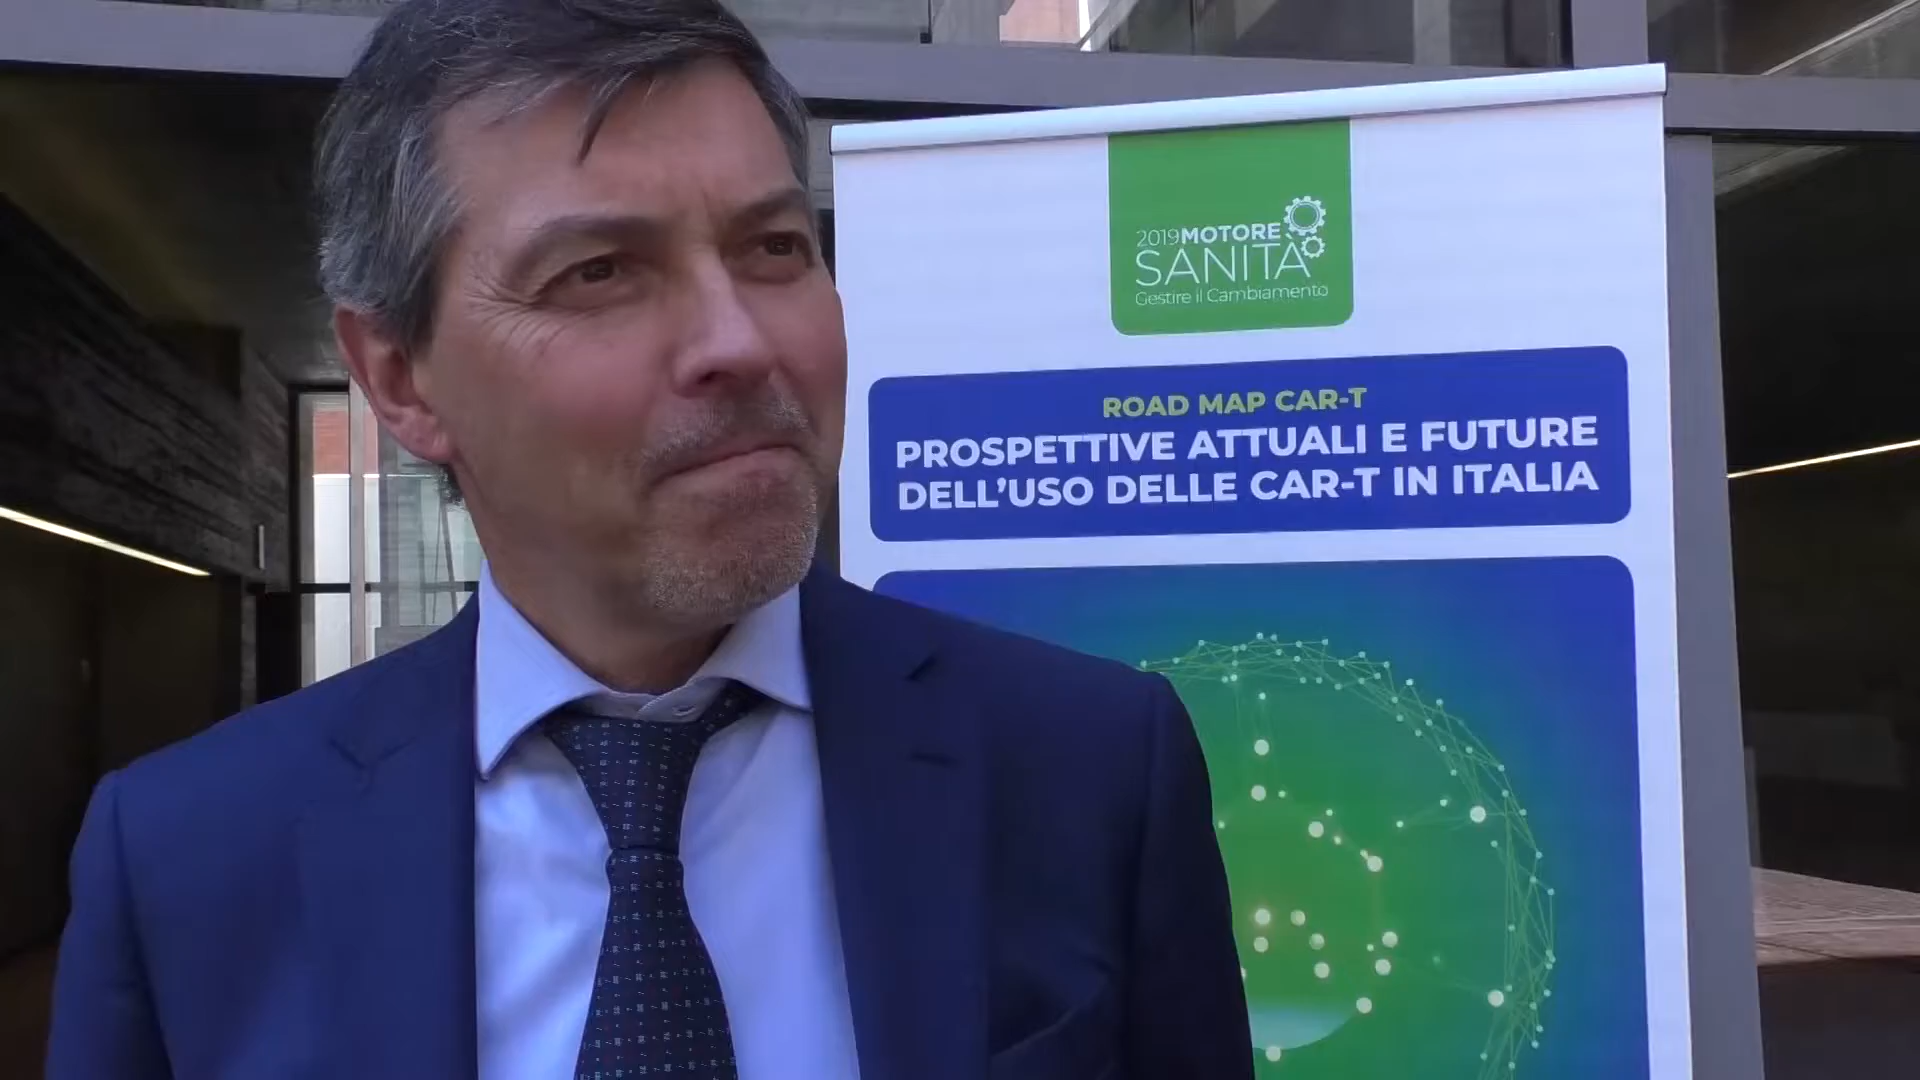 2019MOTORE
SANITÀ
Gestire il Cambiamento
ROAD MAP CAR-T
PROSPETTIVE ATTUALI E FUTURE
DELL'USO DELLE CAR-T IN ITALIA